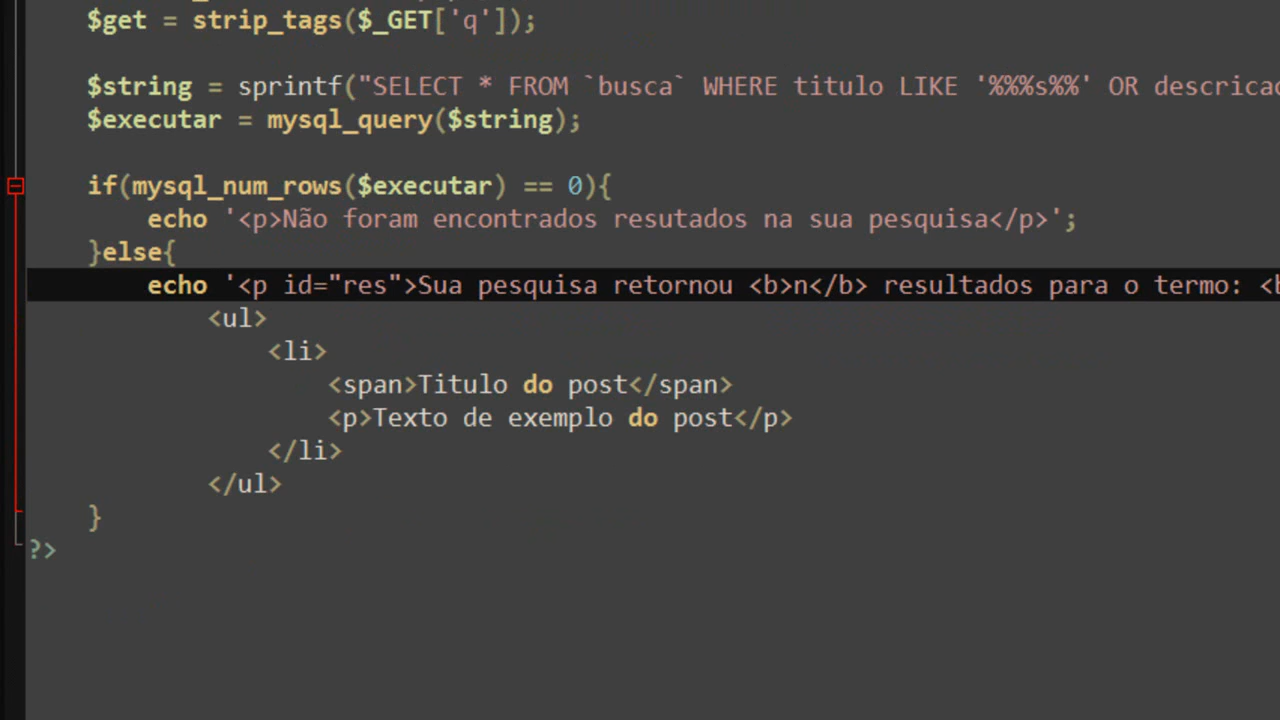 $get = strip_tags($_GET['q']);
$string = sprintf("SELECT * FROM `busca` WHERE titulo LIKE '%%%s%%' OR descricao
$executar = mysql_query($string);
if(mysql_num_rows($executar) == 0){
echo '<p>Não foram encontrados resutados na sua pesquisa</p>';
}else{
echo '<p id="res">Sua pesquisa retornou <b>n</b> resultados para o termo: <b
<ul>
<li>
<span>Titulo do post</span>
<p>Texto de exemplo do post</p>
</li>
</ul>
}
?>